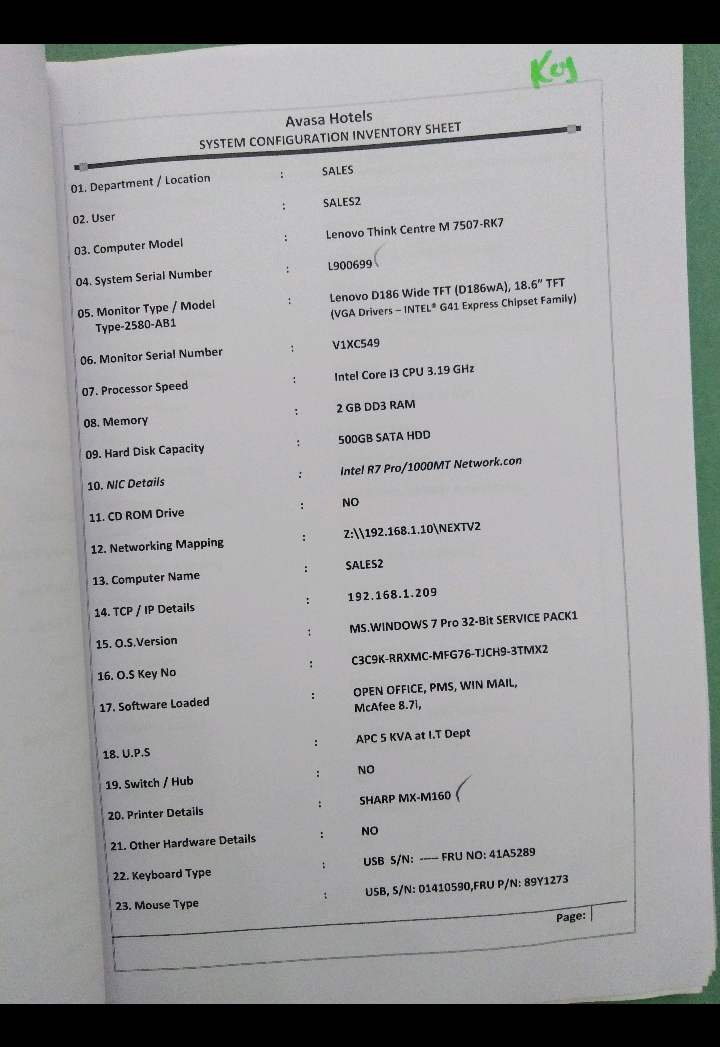 Key
Avasa Hotels
SYSTEM CONFIGURATION INVENTORY SHEET
01. Department / Location : SALES
02. User : SALES2
03. Computer Model : Lenovo Think Centre M 7507-RK7
04. System Serial Number : L900699
05. Monitor Type / Model : Lenovo D186 Wide TFT (D186wA), 18.6” TFT
Type-2580-AB1 (VGA Drivers – INTEL® G41 Express Chipset Family)
06. Monitor Serial Number : V1XC549
07. Processor Speed : Intel Core I3 CPU 3.19 GHz
08. Memory : 2 GB DD3 RAM
09. Hard Disk Capacity : 500GB SATA HDD
10. NIC Details : Intel R7 Pro/1000MT Network.con
11. CD ROM Drive : NO
12. Networking Mapping : Z:\\192.168.1.10\NEXTV2
13. Computer Name : SALES2
14. TCP / IP Details : 192.168.1.209
15. O.S.Version : MS.WINDOWS 7 Pro 32-Bit SERVICE PACK1
16. O.S Key No : C3C9K-RRXMC-MFG76-TJCH9-3TMX2
17. Software Loaded : OPEN OFFICE, PMS, WIN MAIL,
McAfee 8.7i,
18. U.P.S : APC 5 KVA at I.T Dept
19. Switch / Hub : NO
20. Printer Details : SHARP MX-M160
21. Other Hardware Details : NO
22. Keyboard Type : USB S/N: ---- FRU NO: 41A5289
23. Mouse Type : USB, S/N: 01410590,FRU P/N: 89Y1273
Page: